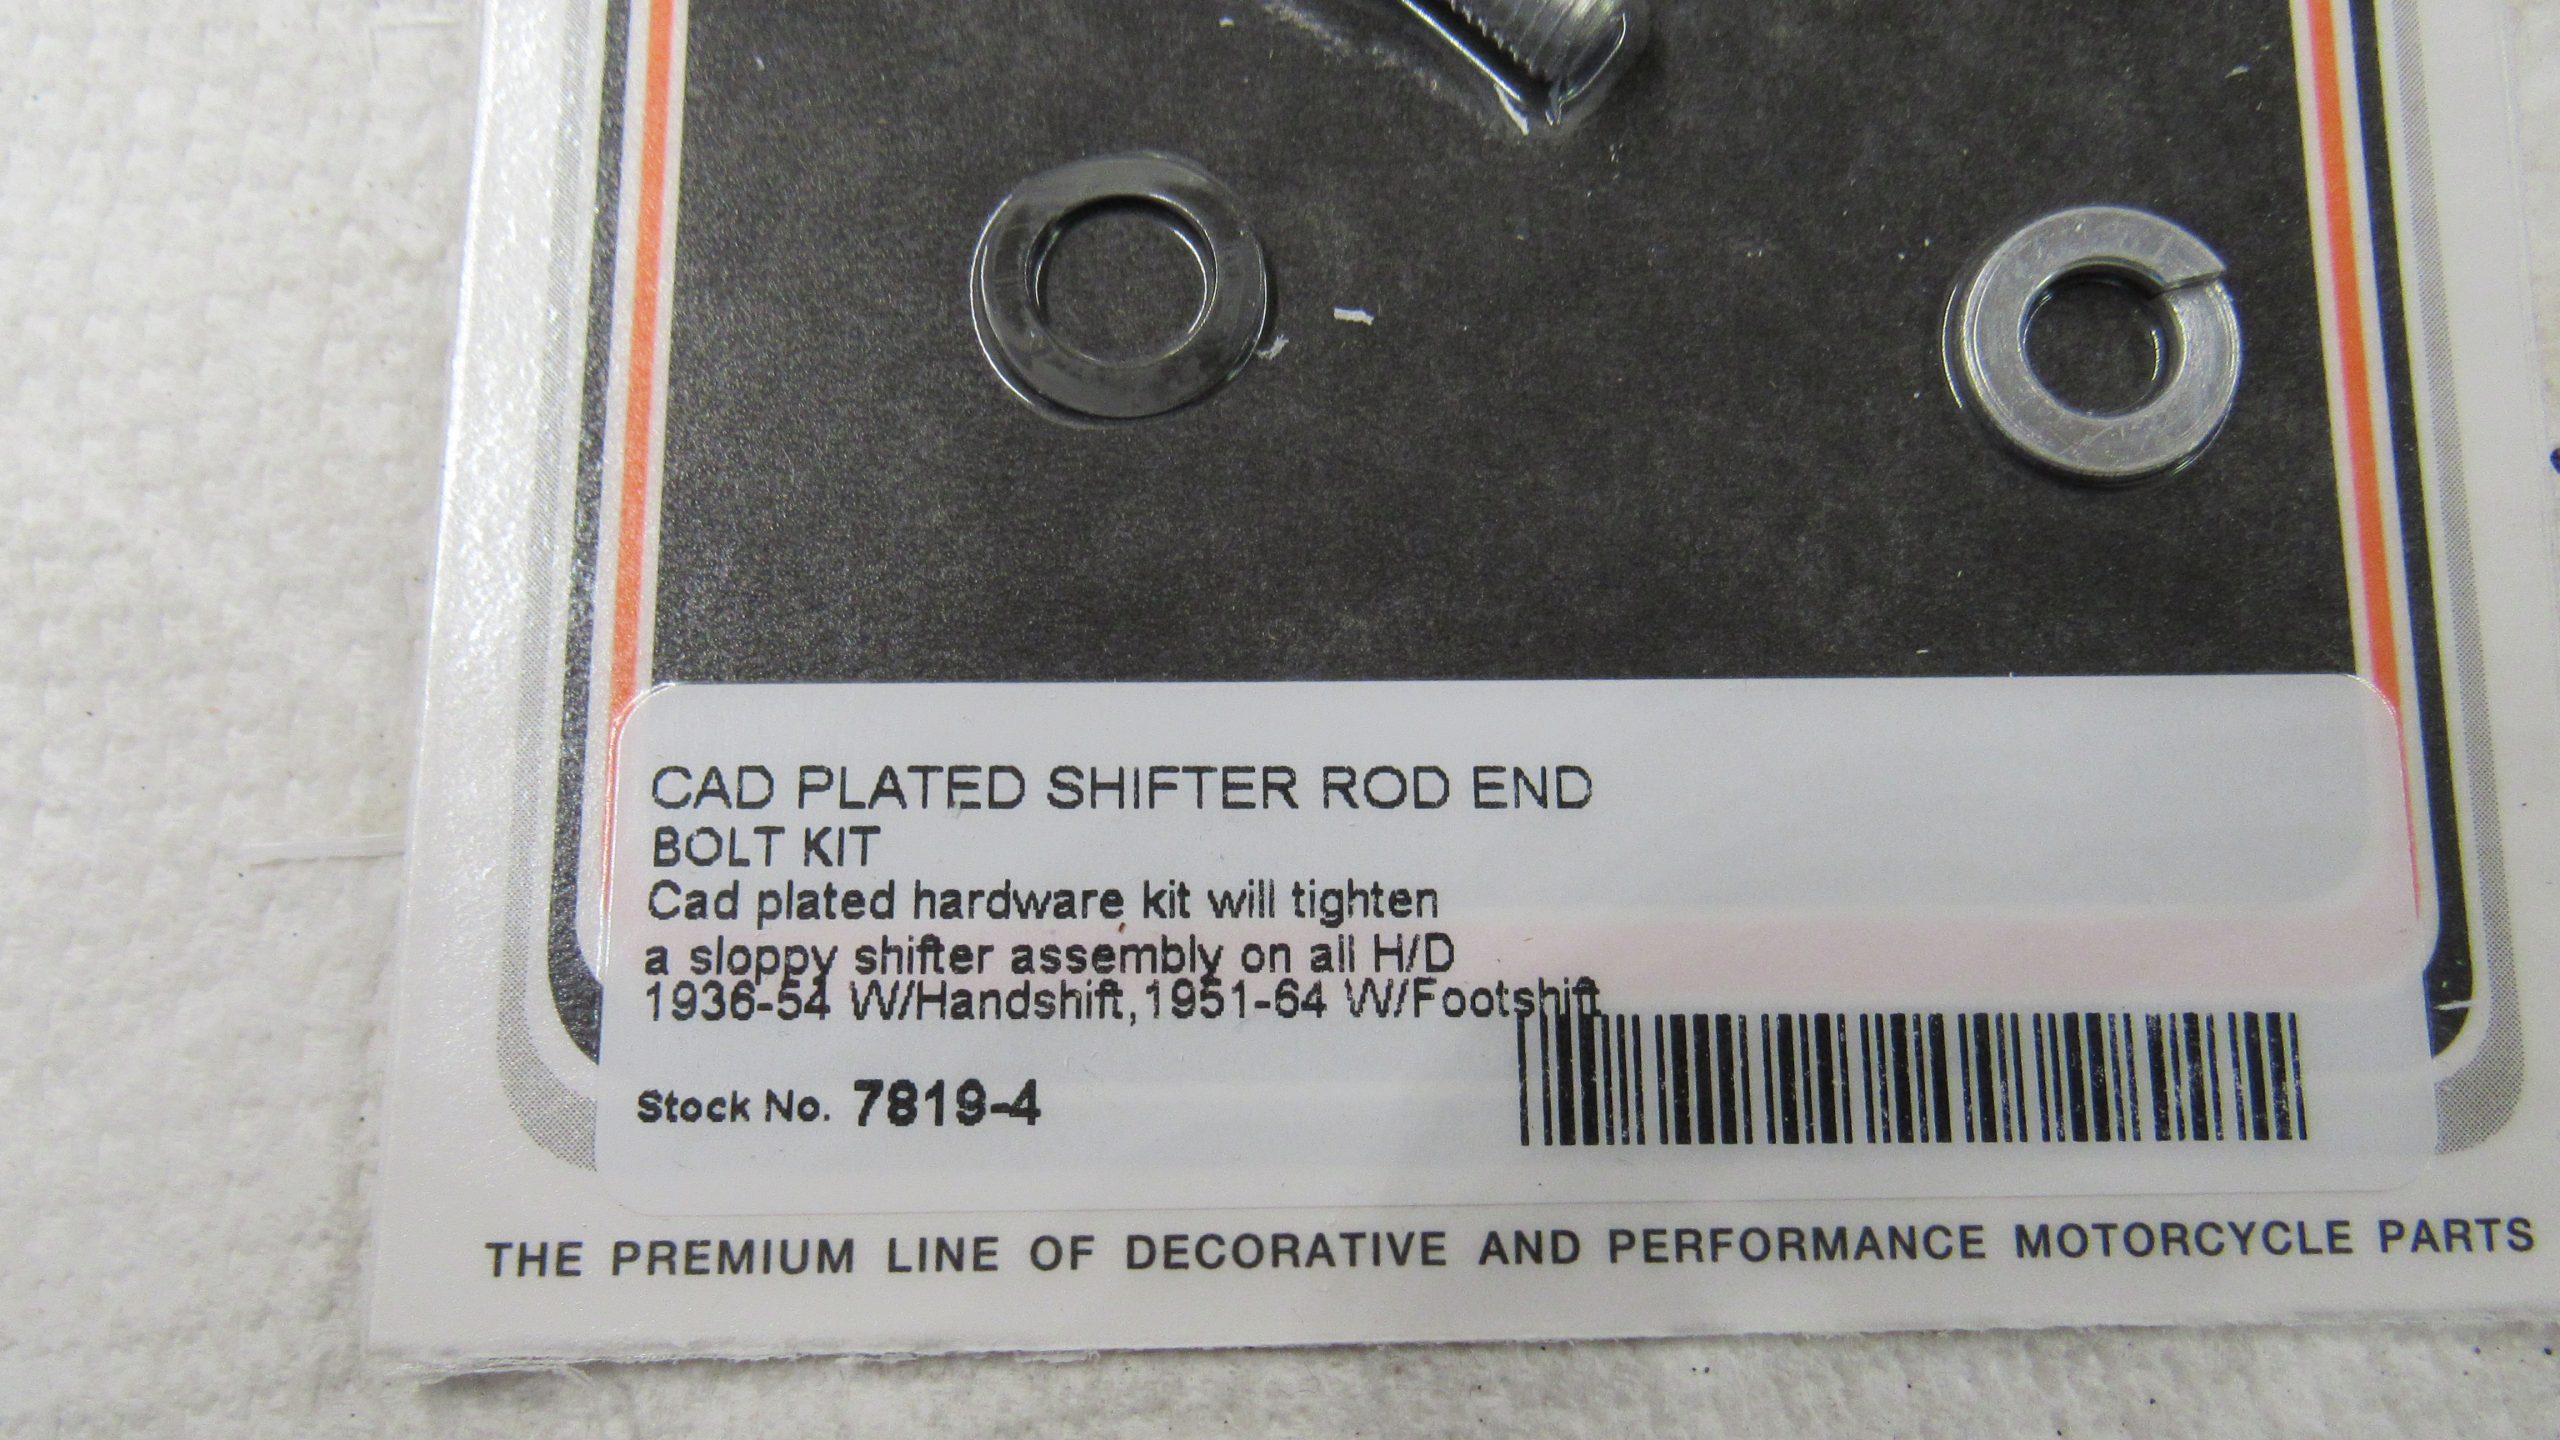 CAD PLATED SHIFTER ROD END
BOLT KIT
Cad plated hardware kit will tighten
a sloppy shifter assembly on all H/D
1936-54 W/Handshift,1951-64 W/Footshift
Stock No. 7819-4
THE PREMIUM LINE OF DECORATIVE AND PERFORMANCE MOTORCYCLE PARTS